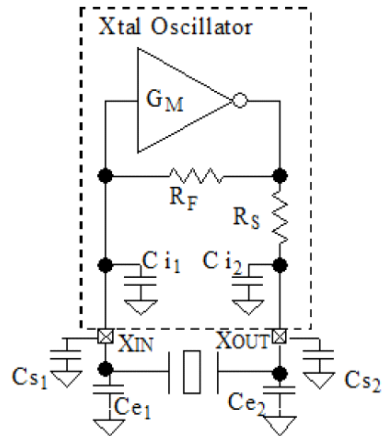 Xtal Oscillator
GM
RF
RS
Ci1
Ci2
XIN
XOUT
Cs1
Ce1
Ce2
Cs2